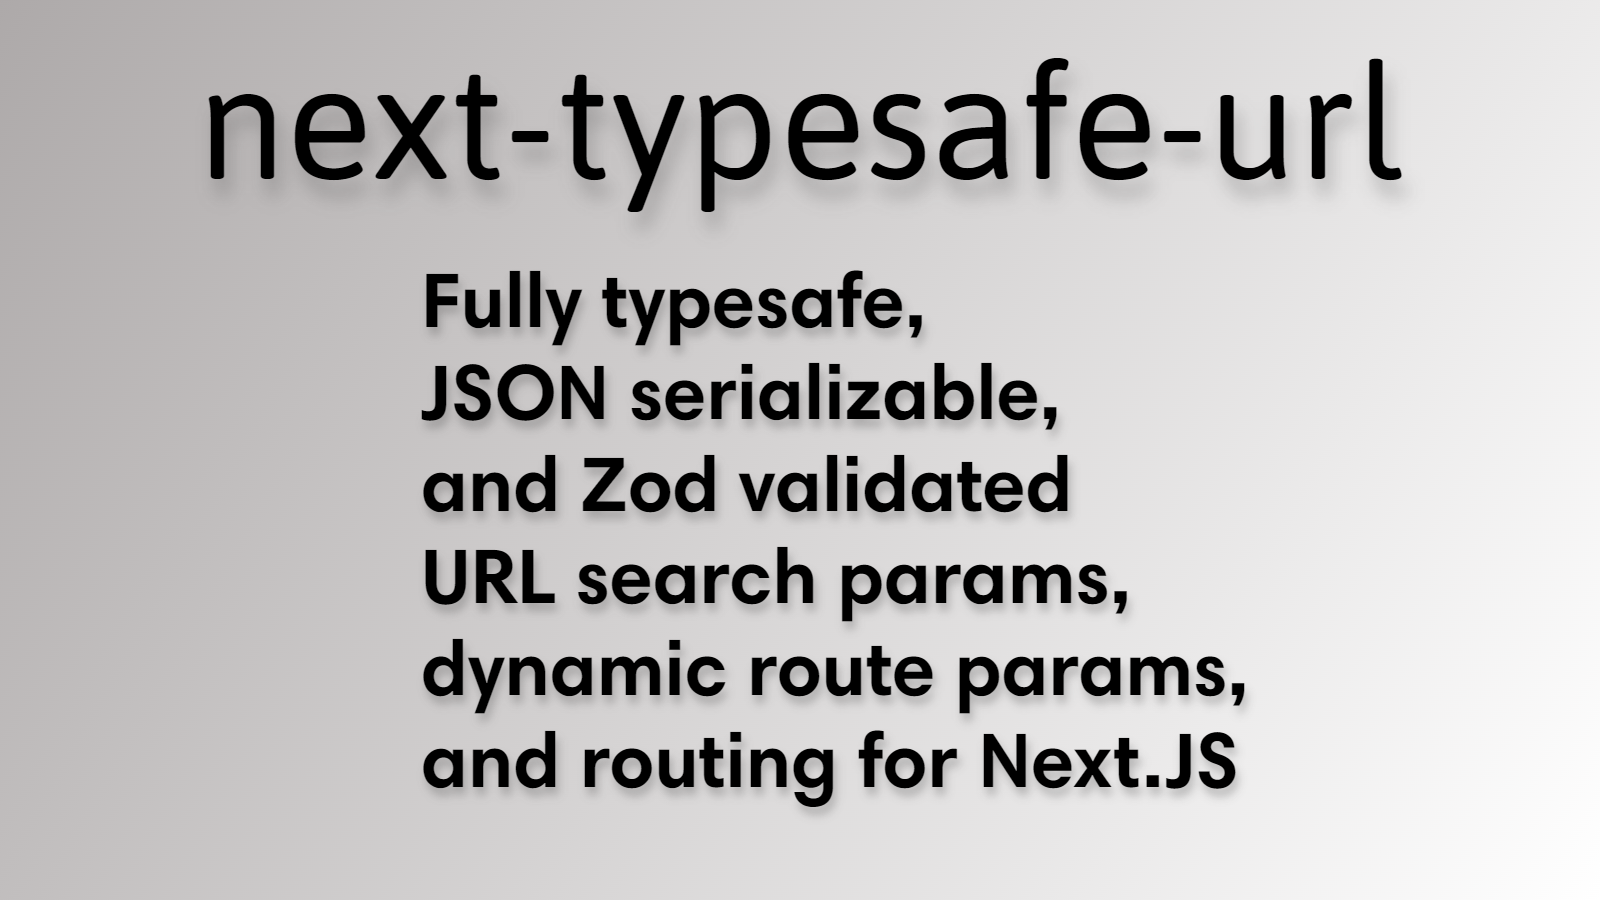 next-typesafe-url
Fully typesafe,
JSON serializable,
and Zod validated
URL search params,
dynamic route params,
and routing for Next.JS